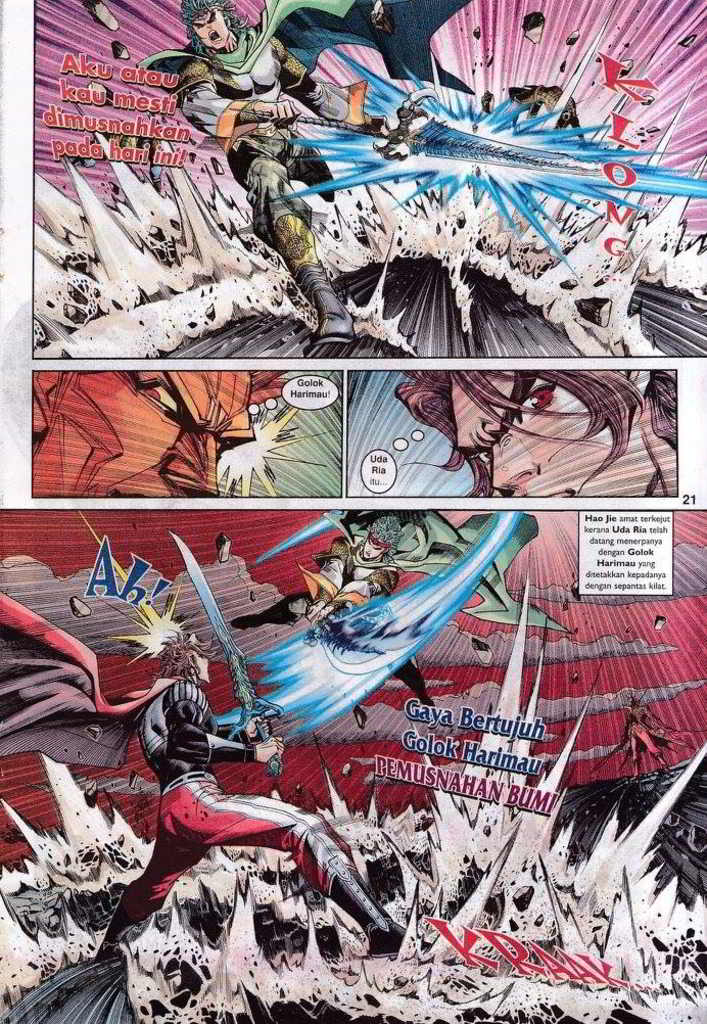 Aku atau
kau mesti
dimusnahkan
pada hari ini!
KLONG
Golok
Harimau!
Uda
Ria
itu...
21
Hao Jie amat terkejut
kerana Uda Ria telah
datang menerpanya
dengan Golok
Harimau yang
ditetakkan kepadanya
dengan sepantas kilat.
Ah!
Gaya Bertujuh
Golok Harimau
PEMUSNAHAN BUMI
KRAAK...